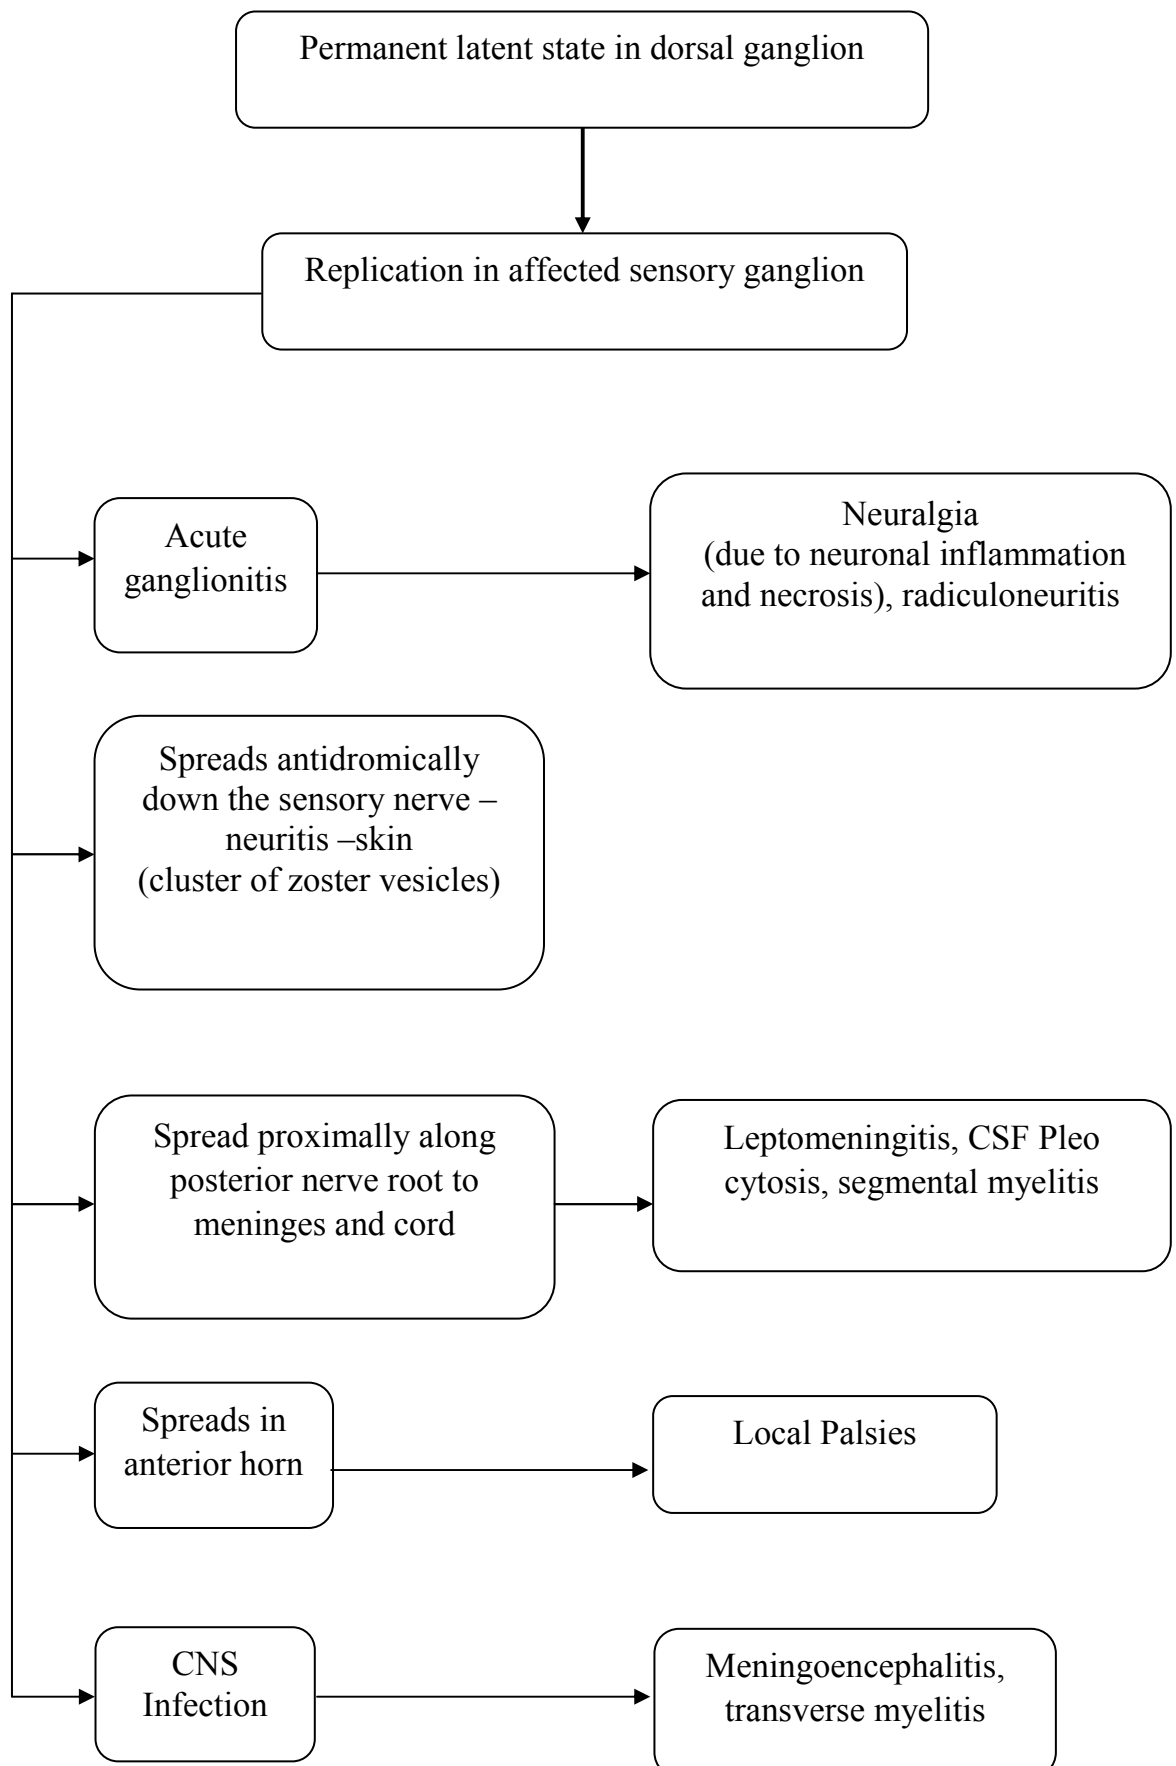 Permanent latent state in dorsal ganglion
Replication in affected sensory ganglion
Acute
ganglionitis
Neuralgia
(due to neuronal inflammation
and necrosis), radiculoneuritis
Spreads antidromically
down the sensory nerve –
neuritis –skin
(cluster of zoster vesicles)
Spread proximally along
posterior nerve root to
meninges and cord
Leptomeningitis, CSF Pleo
cytosis, segmental myelitis
Spreads in
anterior horn
Local Palsies
CNS
Infection
Meningoencephalitis,
transverse myelitis